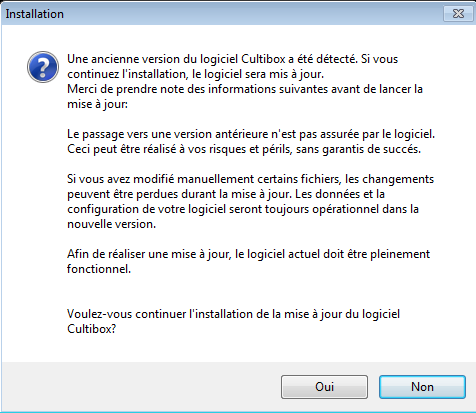 Installation
Une ancienne version du logiciel Cultibox a été détecté. Si vous
continuez l'installation, le logiciel sera mis à jour.
Merci de prendre note des informations suivantes avant de lancer la
mise à jour:
Le passage vers une version antérieure n'est pas assurée par le logiciel.
Ceci peut être réalisé à vos risques et périls, sans garantis de succés.
Si vous avez modifié manuellement certains fichiers, les changements
peuvent être perdues durant la mise à jour. Les données et la
configuration de votre logiciel seront toujours opérationnel dans la
nouvelle version.
Afin de réaliser une mise à jour, le logiciel actuel doit être pleinement
fonctionnel.
Voulez-vous continuer l'installation de la mise à jour du logiciel
Cultibox?
Oui
Non